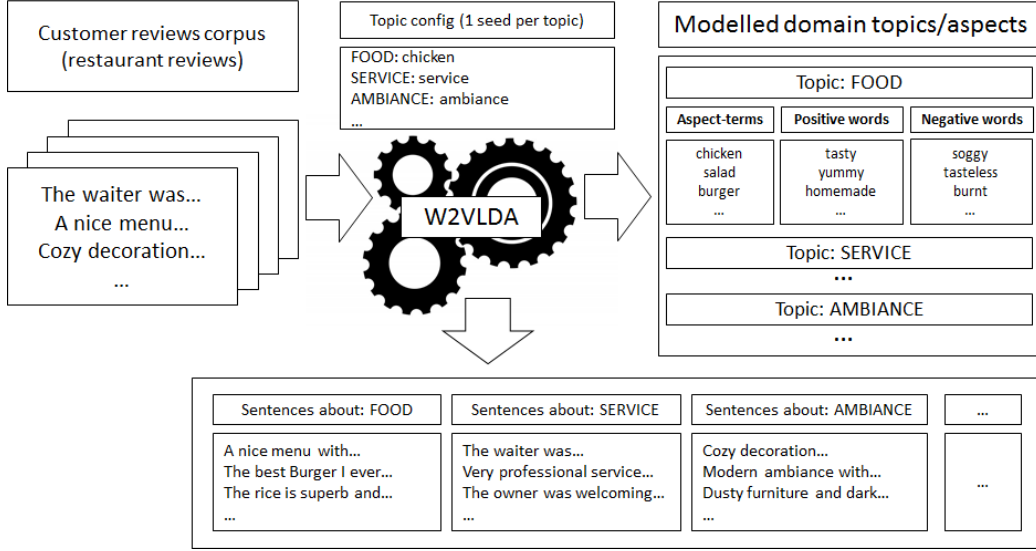 Customer reviews corpus
(restaurant reviews)
The waiter was...
A nice menu...
Cozy decoration...
...
Topic config (1 seed per topic)
FOOD: chicken
SERVICE: service
AMBIANCE: ambiance
...
W2VLDA
Modelled domain topics/aspects
Topic: FOOD
Aspect-terms
Positive words
Negative words
chicken
salad
burger
...
tasty
yummy
homemade
...
soggy
tasteless
burnt
...
Topic: SERVICE
...
Topic: AMBIANCE
...
Sentences about: FOOD
A nice menu with...
The best Burger I ever...
The rice is superb and...
...
Sentences about: SERVICE
The waiter was...
Very professional service...
The owner was welcoming...
...
Sentences about: AMBIANCE
Cozy decoration...
Modern ambiance with...
Dusty furniture and dark...
...
...
...